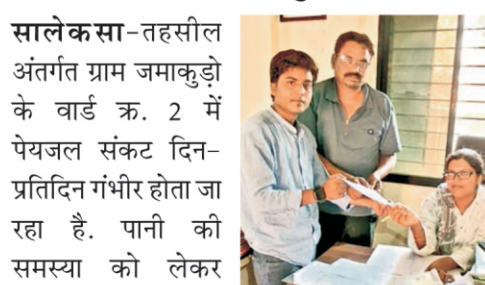 सालेकसा-तहसील
अंतर्गत ग्राम जमाकुड़ो
के वार्ड क्र. 2 में
पेयजल संकट दिन-
प्रतिदिन गंभीर होता जा
रहा है. पानी की
समस्या को लेकर